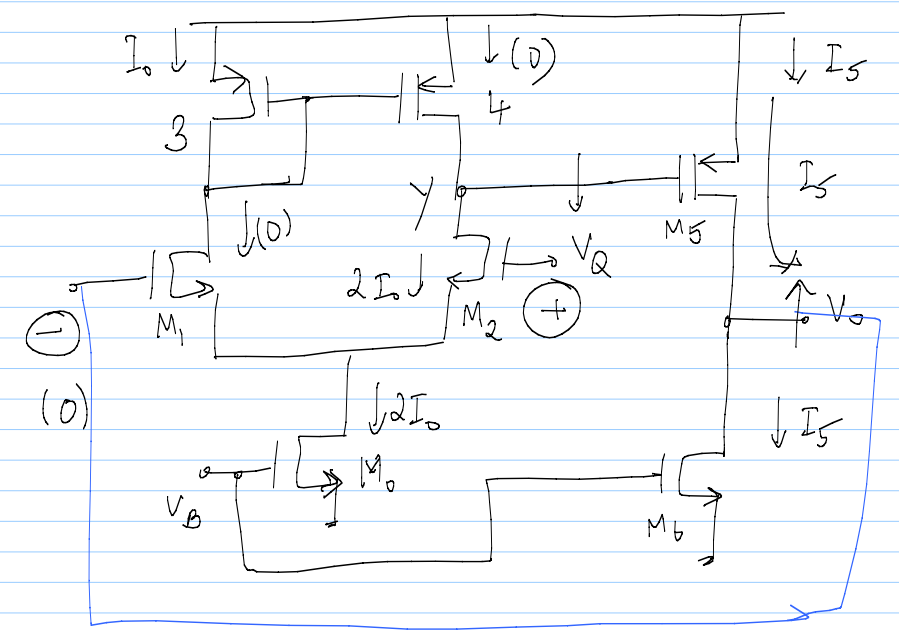 I₀ ↓
↓ (0)
↓ I₅
3
4
I₅
y
M₅
↓(0)
2I₀ ↓
V_Q
M₁
M₂
+
−
V₀
(0)
↓2I₀
↓ I₅
M₀
V_B
M₆